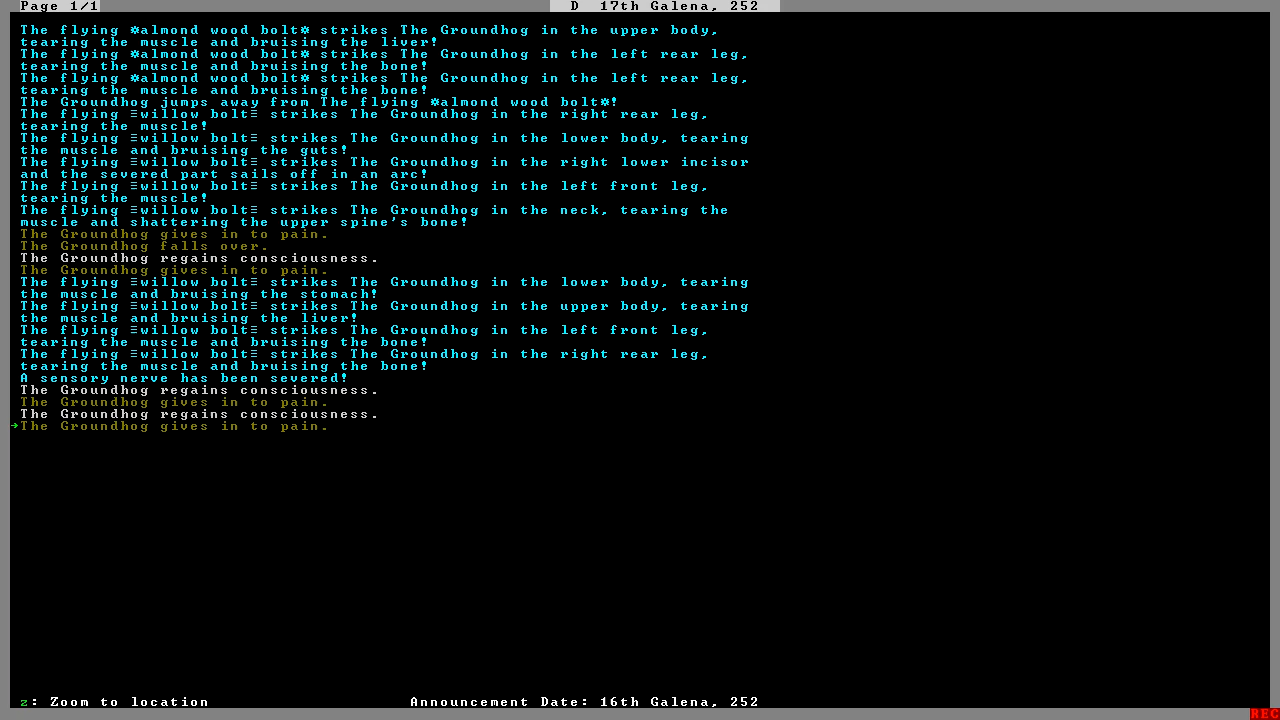 Page 1/1
D 17th Galena, 252
The flying ☼almond wood bolt☼ strikes The Groundhog in the upper body,
tearing the muscle and bruising the liver!
The flying ☼almond wood bolt☼ strikes The Groundhog in the left rear leg,
tearing the muscle and bruising the bone!
The flying ☼almond wood bolt☼ strikes The Groundhog in the left rear leg,
tearing the muscle and bruising the bone!
The Groundhog jumps away from The flying ☼almond wood bolt☼!
The flying ≡willow bolt≡ strikes The Groundhog in the right rear leg,
tearing the muscle!
The flying ≡willow bolt≡ strikes The Groundhog in the lower body, tearing
the muscle and bruising the guts!
The flying ≡willow bolt≡ strikes The Groundhog in the right lower incisor
and the severed part sails off in an arc!
The flying ≡willow bolt≡ strikes The Groundhog in the left front leg,
tearing the muscle!
The flying ≡willow bolt≡ strikes The Groundhog in the neck, tearing the
muscle and shattering the upper spine's bone!
The Groundhog gives in to pain.
The Groundhog falls over.
The Groundhog regains consciousness.
The Groundhog gives in to pain.
The flying ≡willow bolt≡ strikes The Groundhog in the lower body, tearing
the muscle and bruising the stomach!
The flying ≡willow bolt≡ strikes The Groundhog in the upper body, tearing
the muscle and bruising the liver!
The flying ≡willow bolt≡ strikes The Groundhog in the left front leg,
tearing the muscle and bruising the bone!
The flying ≡willow bolt≡ strikes The Groundhog in the right rear leg,
tearing the muscle and bruising the bone!
A sensory nerve has been severed!
The Groundhog regains consciousness.
The Groundhog gives in to pain.
The Groundhog regains consciousness.
→The Groundhog gives in to pain.
z: Zoom to location
Announcement Date: 16th Galena, 252
REC